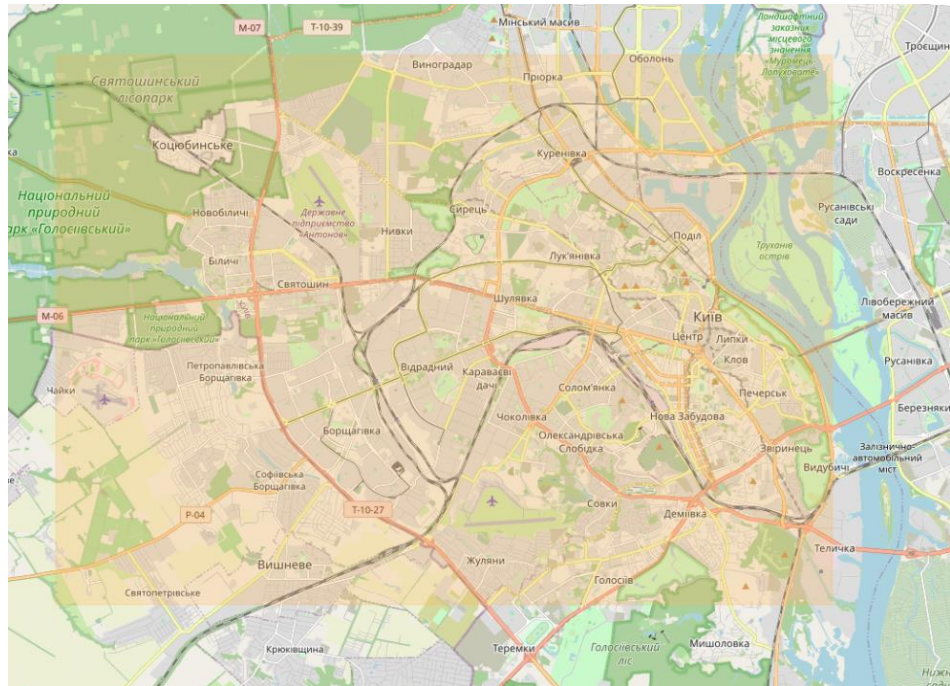 Мінський масив
М-07
Т-10-39
Ландшафтний
заказник
місцевого
значення
«Муромець
Лопуховате»
Троєщин
Виноградар
Оболонь
Пріорка
Святошинський
лісопарк
Коцюбинське
Куренівка
Воскресенка
Національний
природний
парк «Голосіївський»
Новобіличі
Державне
підприємство
«Антонов»
Сирець
Нивки
Русанівські
сади
Поділ
Труханів
острів
Біличі
Лук'янівка
Святошин
Шулявка
Лівобережний
масив
М-06
Національний
природний
парк «Голосіївський»
Київ
Центр
Липки
Клов
Русанівка
Чайки
Петропавлівська
Борщагівка
Відрадний
Караваєві
дачі
Солом'янка
Печерськ
Березняки
Чоколівка
Нова Забудова
Борщагівка
Олександрівська
Слобідка
Звіринець
Залізнично-
автомобільний
міст
Видубичі
Софіївська
Борщагівка
Р-04
Т-10-27
Совки
Деміївка
Теличка
Вишневе
Жуляни
Голосіїв
Святопетрівське
Крюківщина
Теремки
Голосіївський
ліс
Мишоловка